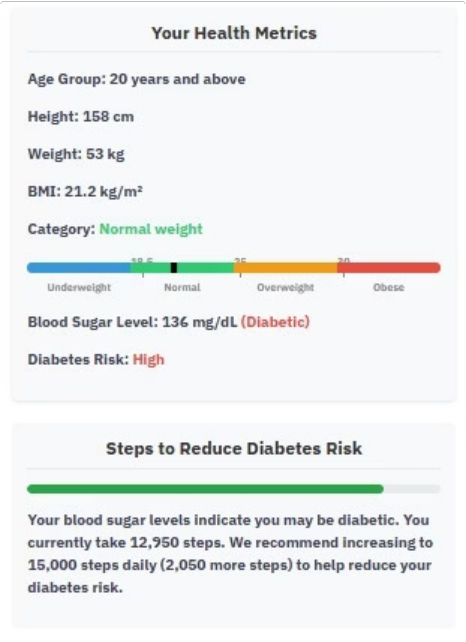 Your Health Metrics
Age Group: 20 years and above
Height: 158 cm
Weight: 53 kg
BMI: 21.2 kg/m²
Category: Normal weight
18.5 25 30
Underweight Normal Overweight Obese
Blood Sugar Level: 136 mg/dL (Diabetic)
Diabetes Risk: High
Steps to Reduce Diabetes Risk
Your blood sugar levels indicate you may be diabetic. You
currently take 12,950 steps. We recommend increasing to
15,000 steps daily (2,050 more steps) to help reduce your
diabetes risk.